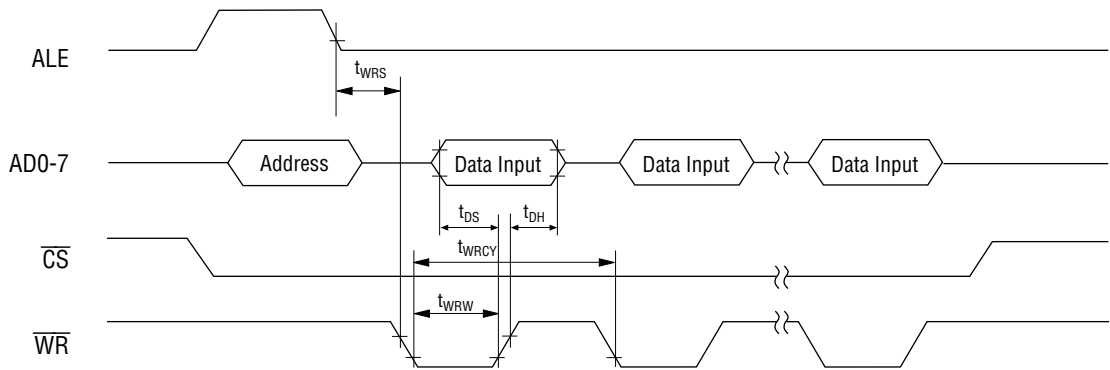 ALE
tWRS
AD0-7
Address
Data Input
Data Input
Data Input
tDS
tDH
CS
tWRCY
tWRW
WR